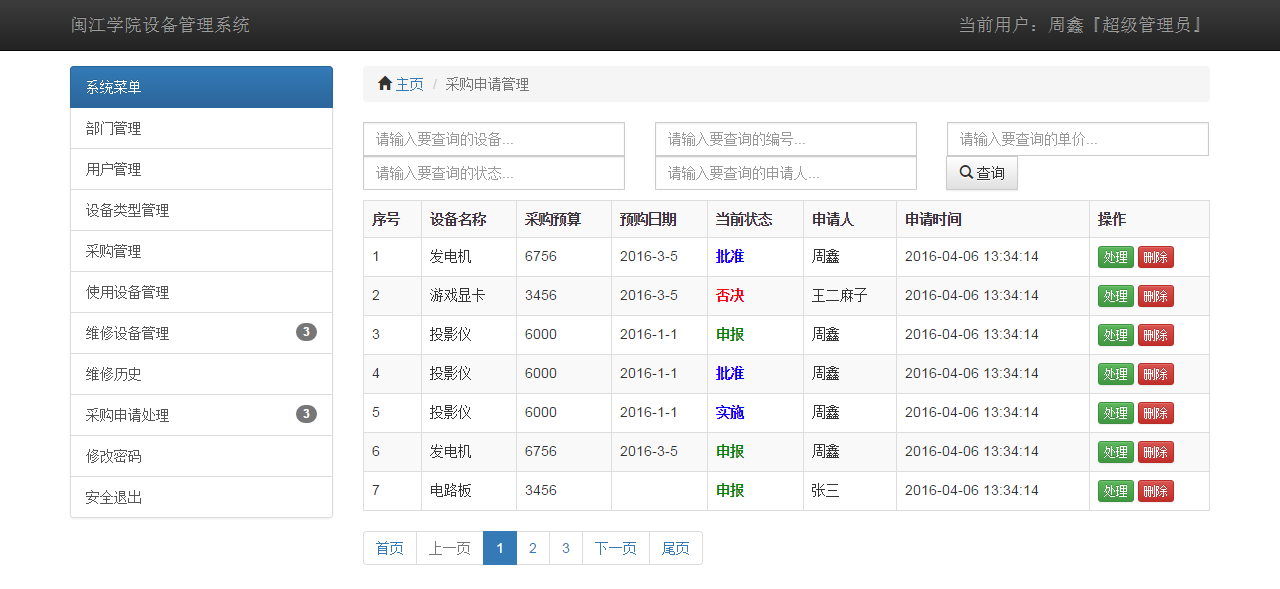 闽江学院设备管理系统
当前用户：周鑫『超级管理员』
系统菜单
部门管理
用户管理
设备类型管理
采购管理
使用设备管理
维修设备管理 3
维修历史
采购申请处理 3
修改密码
安全退出
主页 / 采购申请管理
请输入要查询的设备... 请输入要查询的编号... 请输入要查询的单价...
请输入要查询的状态... 请输入要查询的申请人... 查询
序号 设备名称 采购预算 预购日期 当前状态 申请人 申请时间 操作
1 发电机 6756 2016-3-5 批准 周鑫 2016-04-06 13:34:14 处理 删除
2 游戏显卡 3456 2016-3-5 否决 王二麻子 2016-04-06 13:34:14 处理 删除
3 投影仪 6000 2016-1-1 申报 周鑫 2016-04-06 13:34:14 处理 删除
4 投影仪 6000 2016-1-1 批准 周鑫 2016-04-06 13:34:14 处理 删除
5 投影仪 6000 2016-1-1 实施 周鑫 2016-04-06 13:34:14 处理 删除
6 发电机 6756 2016-3-5 申报 周鑫 2016-04-06 13:34:14 处理 删除
7 电路板 3456 申报 张三 2016-04-06 13:34:14 处理 删除
首页 上一页 1 2 3 下一页 尾页